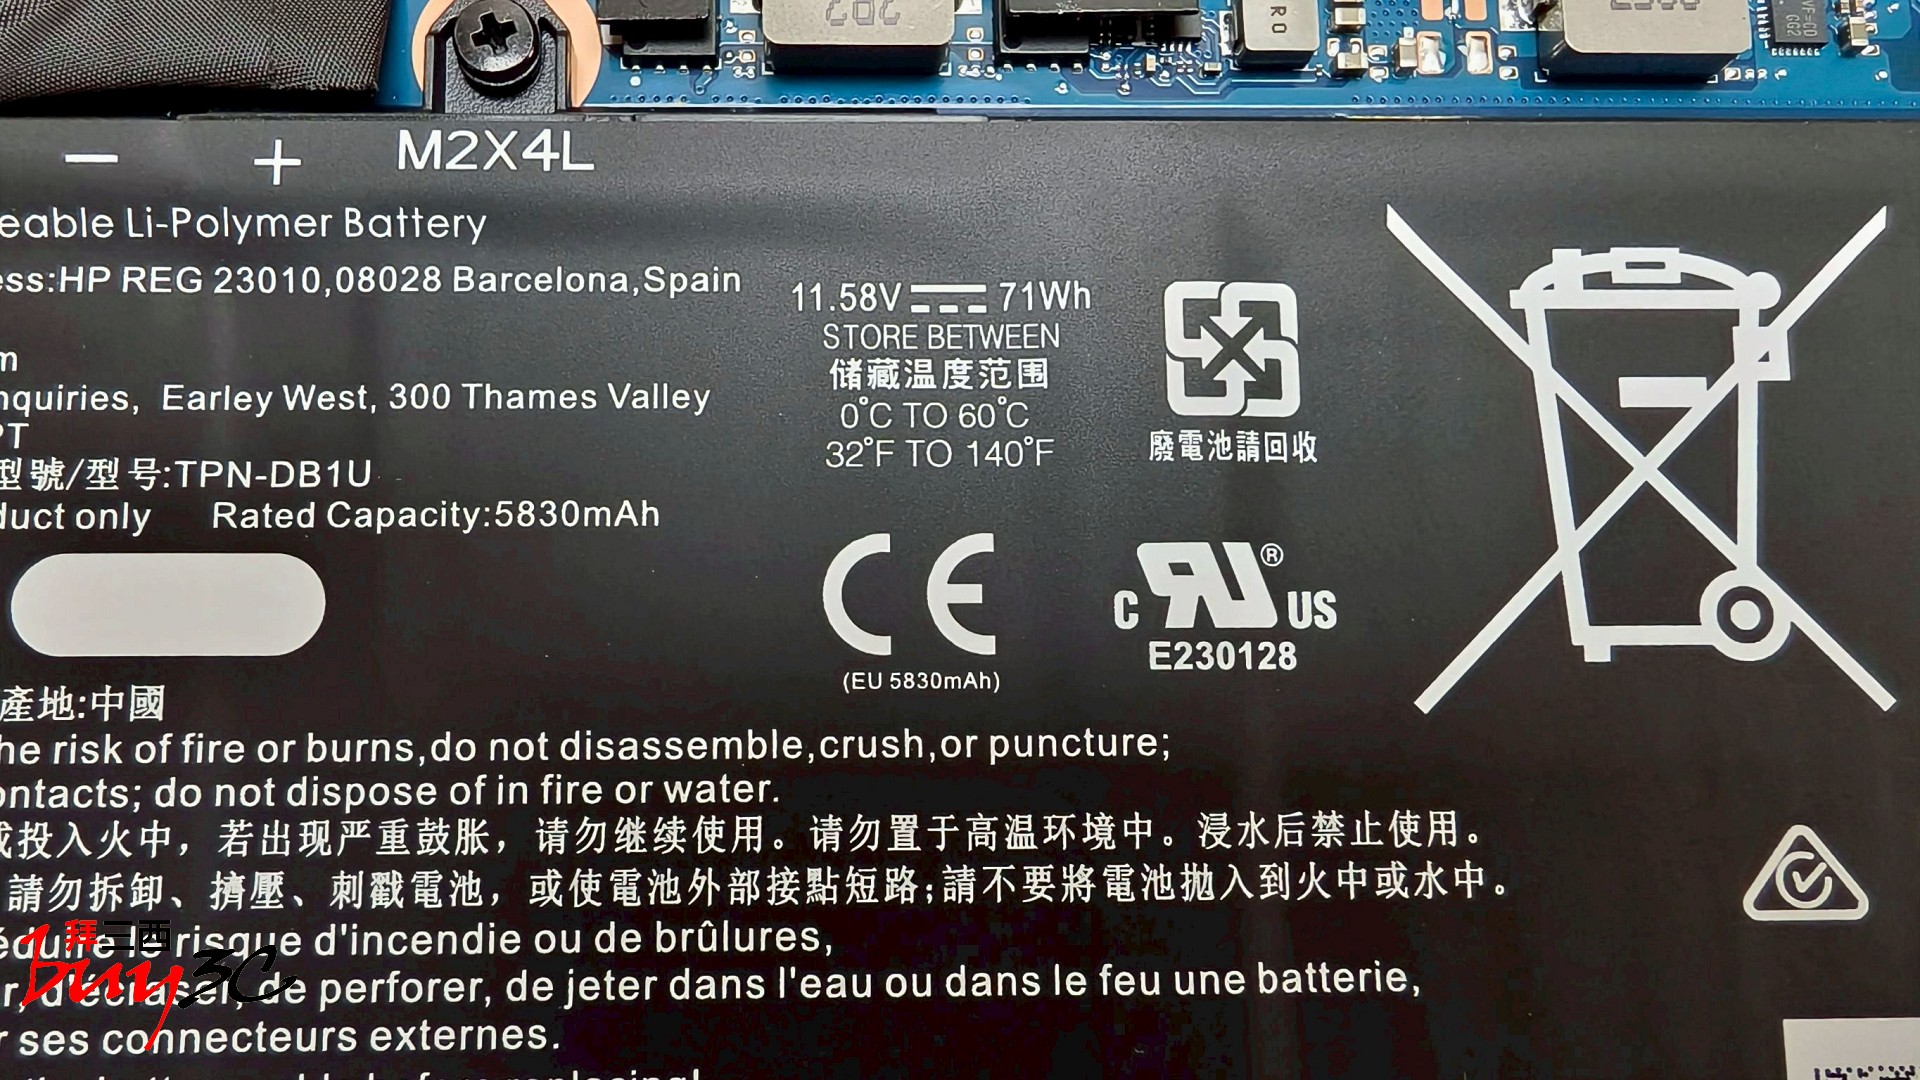 RO
− + M2X4L
eable Li-Polymer Battery
ess:HP REG 23010,08028 Barcelona,Spain
11.58V 71Wh
STORE BETWEEN
储藏温度范围
0°C TO 60°C
32°F TO 140°F
廢電池請回收
m
nquiries, Earley West, 300 Thames Valley
PT
型號/型号:TPN-DB1U
duct only Rated Capacity:5830mAh
CE
(EU 5830mAh)
C RU® US
E230128
產地:中國
he risk of fire or burns,do not disassemble,crush,or puncture;
ontacts; do not dispose of in fire or water.
或投入火中，若出现严重鼓胀，请勿继续使用。请勿置于高温环境中。浸水后禁止使用。
請勿拆卸、擠壓、刺戳電池，或使電池外部接點短路;請不要將電池拋入到火中或水中。
éduire le risque d'incendie ou de brûlures,
r,d'écraser, de perforer, de jeter dans l'eau ou dans le feu une batterie,
r ses connecteurs externes.
拜三西
buy3c